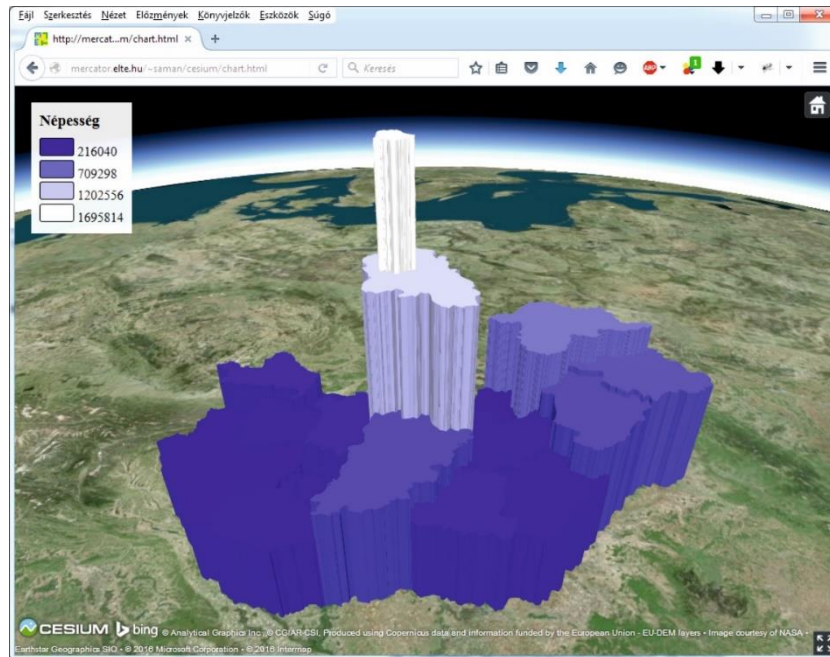 Fájl Szerkesztés Nézet Előzmények Könyvjelzők Eszközök Súgó
http://mercat...m/chart.html
mercator.elte.hu/~saman/cesium/chart.html
Keresés
ABP
1
Népesség
216040
709298
1202556
1695814
CESIUM bing © Analytical Graphics Inc., © CGIAR-CSI, Produced using Copernicus data and information funded by the European Union - EU-DEM layers • Image courtesy of NASA •
Earthstar Geographics SIO • © 2016 Microsoft Corporation • © 2016 Intermap